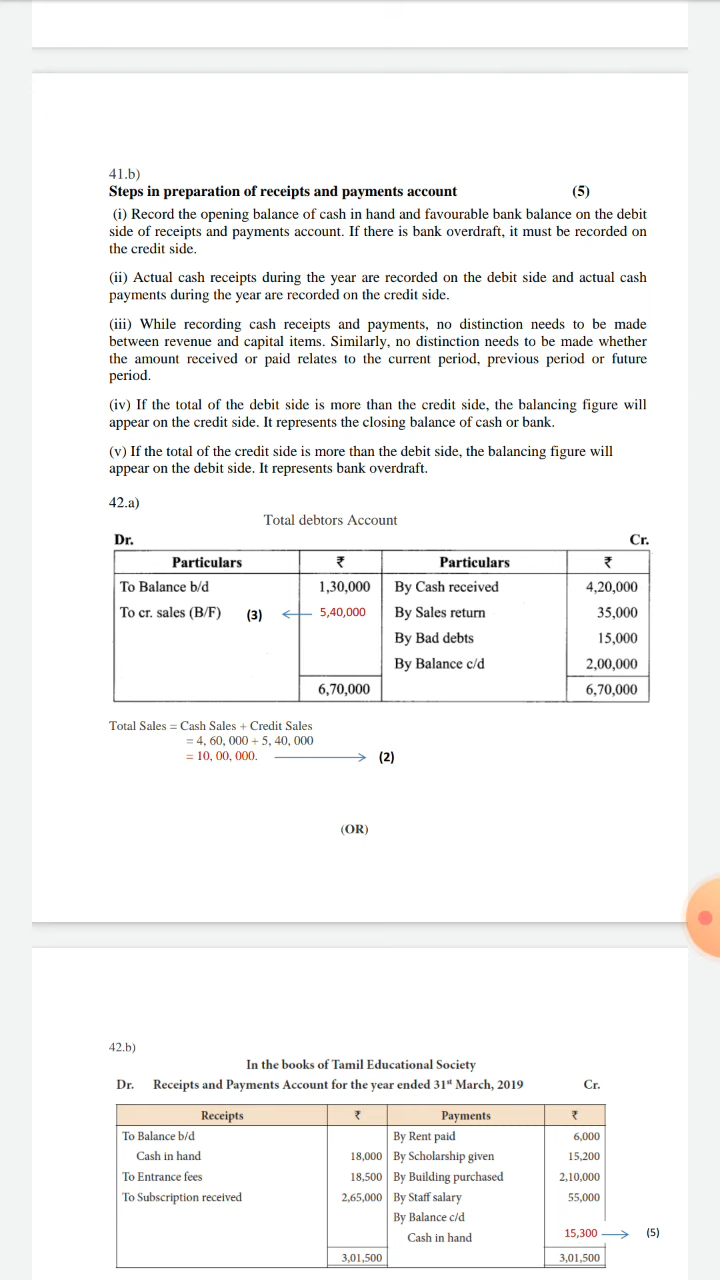 41.b)
Steps in preparation of receipts and payments account (5)
(i) Record the opening balance of cash in hand and favourable bank balance on the debit
side of receipts and payments account. If there is bank overdraft, it must be recorded on
the credit side.
(ii) Actual cash receipts during the year are recorded on the debit side and actual cash
payments during the year are recorded on the credit side.
(iii) While recording cash receipts and payments, no distinction needs to be made
between revenue and capital items. Similarly, no distinction needs to be made whether
the amount received or paid relates to the current period, previous period or future
period.
(iv) If the total of the debit side is more than the credit side, the balancing figure will
appear on the credit side. It represents the closing balance of cash or bank.
(v) If the total of the credit side is more than the debit side, the balancing figure will
appear on the debit side. It represents bank overdraft.
42.a)
Total debtors Account
Dr. Cr.
Particulars ₹ Particulars ₹
To Balance b/d 1,30,000 By Cash received 4,20,000
To cr. sales (B/F) (3) ← 5,40,000 By Sales return 35,000
By Bad debts 15,000
By Balance c/d 2,00,000
6,70,000 6,70,000
Total Sales = Cash Sales + Credit Sales
= 4, 60, 000 + 5, 40, 000
= 10, 00, 000. → (2)
(OR)
42.b)
In the books of Tamil Educational Society
Dr. Receipts and Payments Account for the year ended 31st March, 2019 Cr.
Receipts ₹ Payments ₹
To Balance b/d By Rent paid 6,000
Cash in hand 18,000 By Scholarship given 15,200
To Entrance fees 18,500 By Building purchased 2,10,000
To Subscription received 2,65,000 By Staff salary 55,000
By Balance c/d
Cash in hand 15,300 → (5)
3,01,500 3,01,500